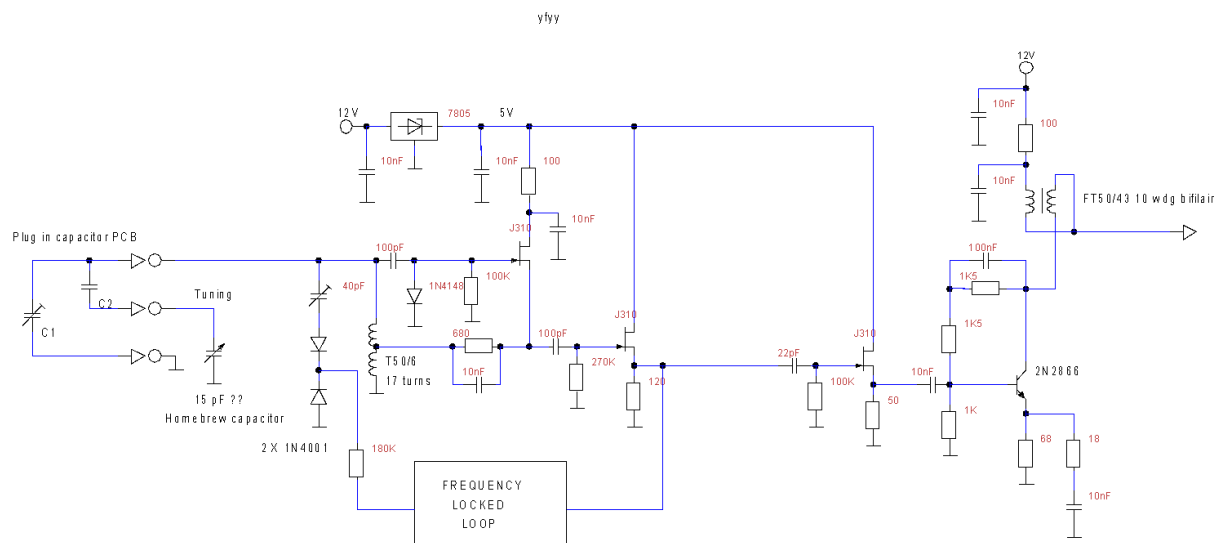 yfyy
12V
12V
7805
5V
10nF
100
10nF
10nF
100
10nF
10nF
FT50/43 10 wdg bifilair
J310
Plug in capacitor PCB
100pF
100nF
40pF
1N4148
100K
1K5
C2
Tuning
C1
680
100pF
J310
J310
1K5
T50/6
17 turns
10nF
270K
22pF
10nF
2N2866
15 pF ??
Homebrew capacitor
120
100K
50
1K
2 X 1N4001
180K
68
18
FREQUENCY
LOCKED
LOOP
10nF